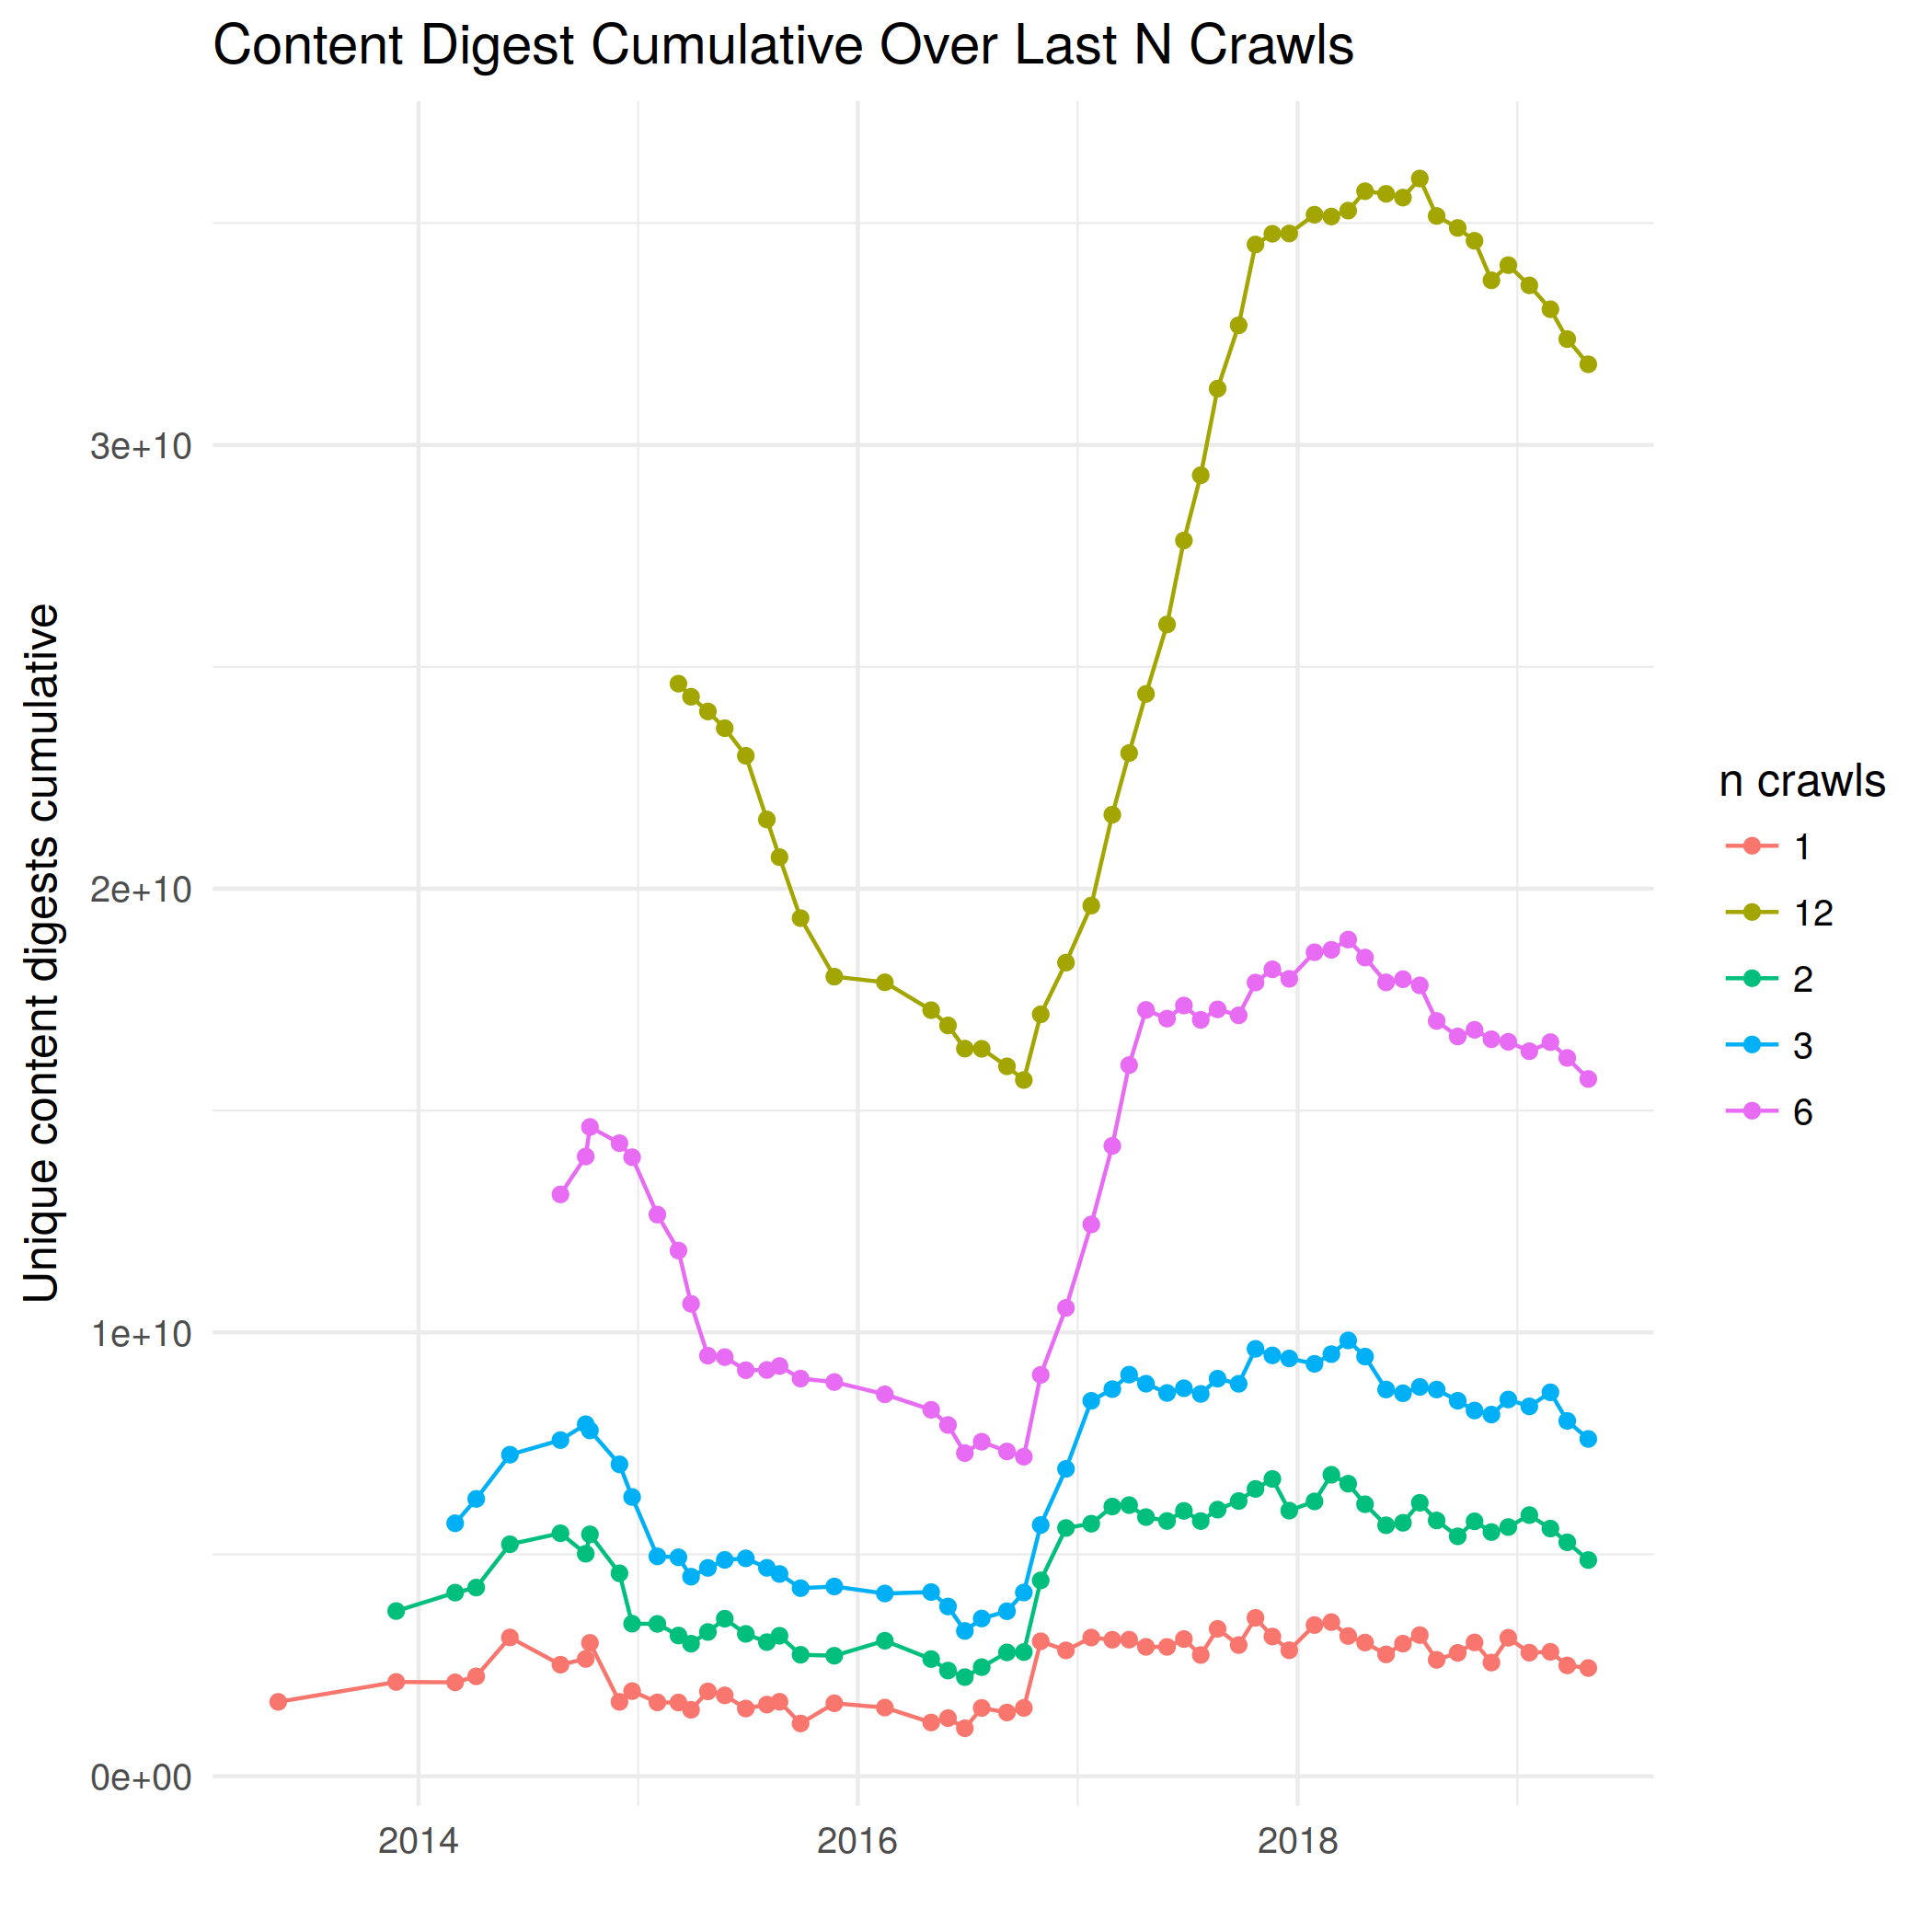 Content Digest Cumulative Over Last N Crawls
Unique content digests cumulative
3e+10
2e+10
1e+10
0e+00
2014
2016
2018
n crawls
1
12
2
3
6